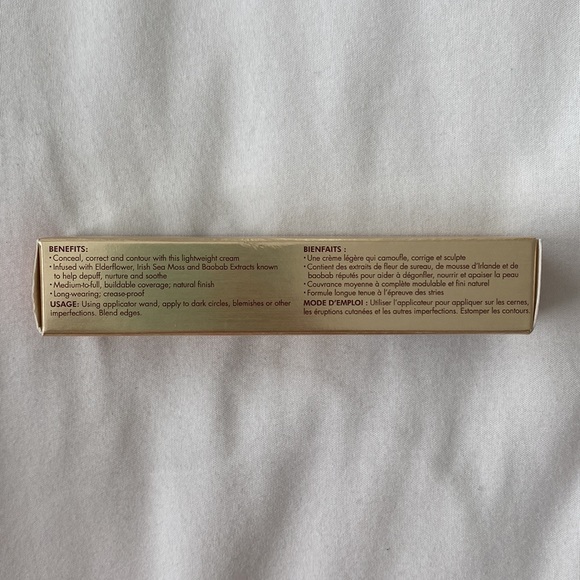 BENEFITS:
• Conceal, correct and contour with this lightweight cream
• Infused with Elderflower, Irish Sea Moss and Baobab Extracts known
to help depuff, nurture and soothe
• Medium-to-full, buildable coverage, natural finish
• Long-wearing; crease-proof
USAGE: Using applicator wand, apply to dark circles, blemishes or other
imperfections. Blend edges.
BIENFAITS :
• Une crème légère qui camoufle, corrige et sculpte
• Contient des extraits de fleur de sureau, de mousse d'Irlande et de
baobab réputés pour aider à dégonfler, nourrir et apaiser la peau
• Couvrance moyenne à complète modulable et fini naturel
• Formule longue tenue à l'épreuve des stries
MODE D'EMPLOI : Utiliser l'applicateur pour appliquer sur les cernes,
les éruptions cutanées et les autres imperfections. Estomper les contours.